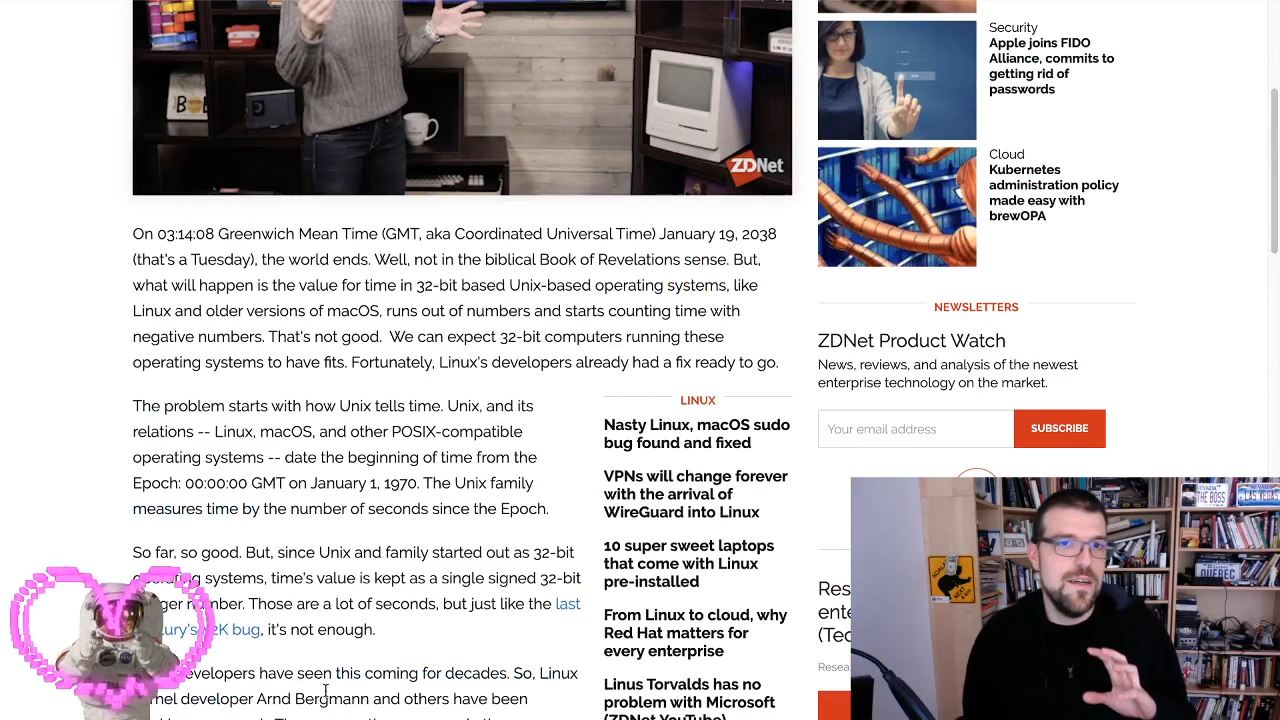 ZDNet
On 03:14:08 Greenwich Mean Time (GMT, aka Coordinated Universal Time) January 19, 2038
(that's a Tuesday), the world ends. Well, not in the biblical Book of Revelations sense. But,
what will happen is the value for time in 32-bit based Unix-based operating systems, like
Linux and older versions of macOS, runs out of numbers and starts counting time with
negative numbers. That's not good. We can expect 32-bit computers running these
operating systems to have fits. Fortunately, Linux's developers already had a fix ready to go.
The problem starts with how Unix tells time. Unix, and its
relations -- Linux, macOS, and other POSIX-compatible
operating systems -- date the beginning of time from the
Epoch: 00:00:00 GMT on January 1, 1970. The Unix family
measures time by the number of seconds since the Epoch.
So far, so good. But, since Unix and family started out as 32-bit
systems, time's value is kept as a single signed 32-bit
number. Those are a lot of seconds, but just like the last
bug, it's not enough.
have seen this coming for decades. So, Linux
developer Arnd Bergmann and others have been
LINUX
Nasty Linux, macOS sudo
bug found and fixed
VPNs will change forever
with the arrival of
WireGuard into Linux
10 super sweet laptops
that come with Linux
pre-installed
From Linux to cloud, why
Red Hat matters for
every enterprise
Linus Torvalds has no
problem with Microsoft
(ZDNet YouTube)
Security
Apple joins FIDO
Alliance, commits to
getting rid of
passwords
Cloud
Kubernetes
administration policy
made easy with
brewOPA
NEWSLETTERS
ZDNet Product Watch
News, reviews, and analysis of the newest
enterprise technology on the market.
Your email address
SUBSCRIBE
THE BOSS
LAS VEGAS
QUEBEC